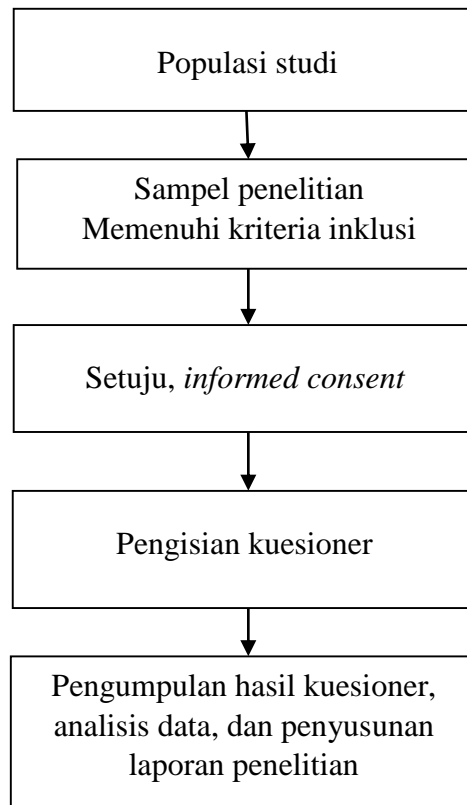 Populasi studi
Sampel penelitian
Memenuhi kriteria inklusi
Setuju, informed consent
Pengisian kuesioner
Pengumpulan hasil kuesioner,
analisis data, dan penyusunan
laporan penelitian